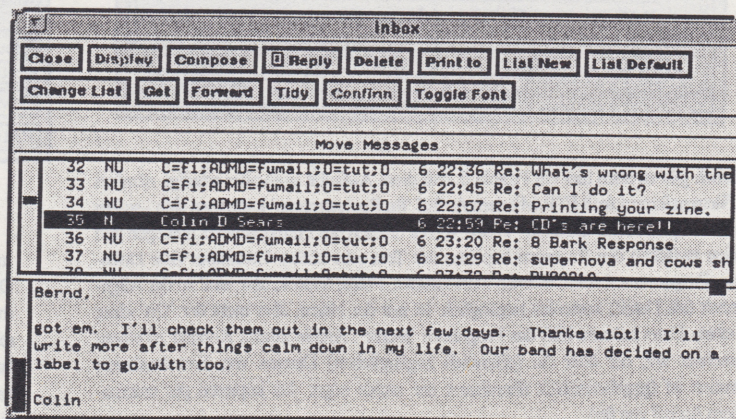 Inbox
Close Display Compose Reply Delete Print to List New List Default
Change List Get Forward Tidy Confirm Toggle Font
Move Messages
32 NU C=fi;ADMD=fumail;O=tut;O 6 22:36 Re: What's wrong with the
33 NU C=fi;ADMD=fumail;O=tut;O 6 22:45 Re: Can I do it?
34 NU C=fi;ADMD=fumail;O=tut;O 6 22:57 Re: Printing your zine.
35 N Colin D Sears 6 22:59 Re: CD's are here!!
36 NU C=fi;ADMD=fumail;O=tut;O 6 23:20 Re: 8 Bark Response
37 NU C=fi;ADMD=fumail;O=tut;O 6 23:29 Re: supernova and cows sh
Bernd,
got em. I'll check them out in the next few days. Thanks alot! I'll
write more after things calm down in my life. Our band has decided on a
label to go with too.
Colin